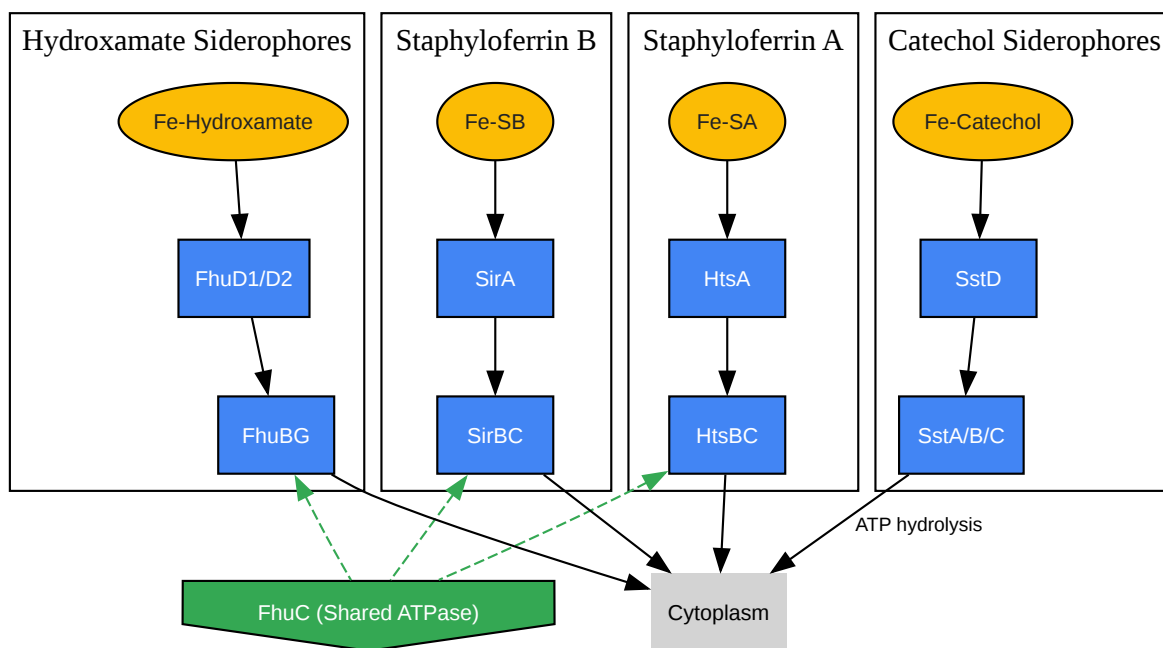 Hydroxamate Siderophores
Staphyloferrin B
Staphyloferrin A
Catechol Siderophores
Fe-Hydroxamate
Fe-SB
Fe-SA
Fe-Catechol
FhuD1/D2
SirA
HtsA
SstD
FhuBG
SirBC
HtsBC
SstA/B/C
ATP hydrolysis
FhuC (Shared ATPase)
Cytoplasm